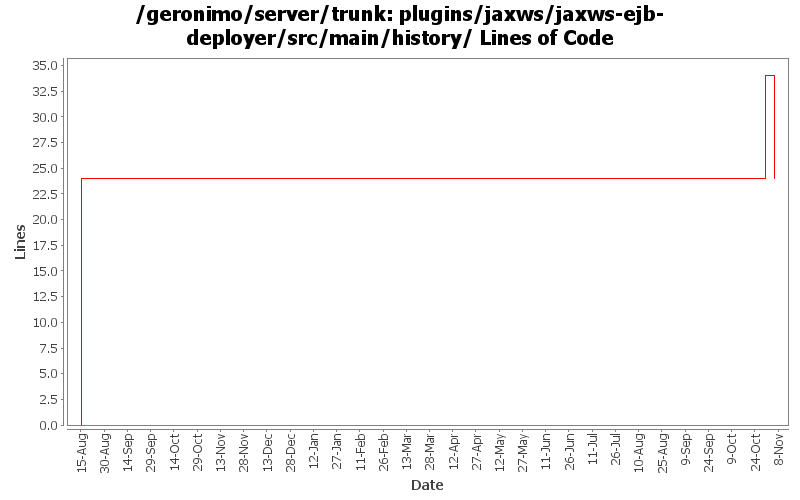 /geronimo/server/trunk: plugins/jaxws/jaxws-ejb-
deployer/src/main/history/ Lines of Code
35.0
32.5
30.0
27.5
25.0
22.5
20.0
17.5
15.0
12.5
10.0
7.5
5.0
2.5
0.0
Lines
15-Aug
30-Aug
14-Sep
29-Sep
14-Oct
29-Oct
13-Nov
28-Nov
13-Dec
28-Dec
12-Jan
27-Jan
11-Feb
26-Feb
13-Mar
28-Mar
12-Apr
27-Apr
12-May
27-May
11-Jun
26-Jun
11-Jul
26-Jul
10-Aug
25-Aug
9-Sep
24-Sep
9-Oct
24-Oct
8-Nov
Date